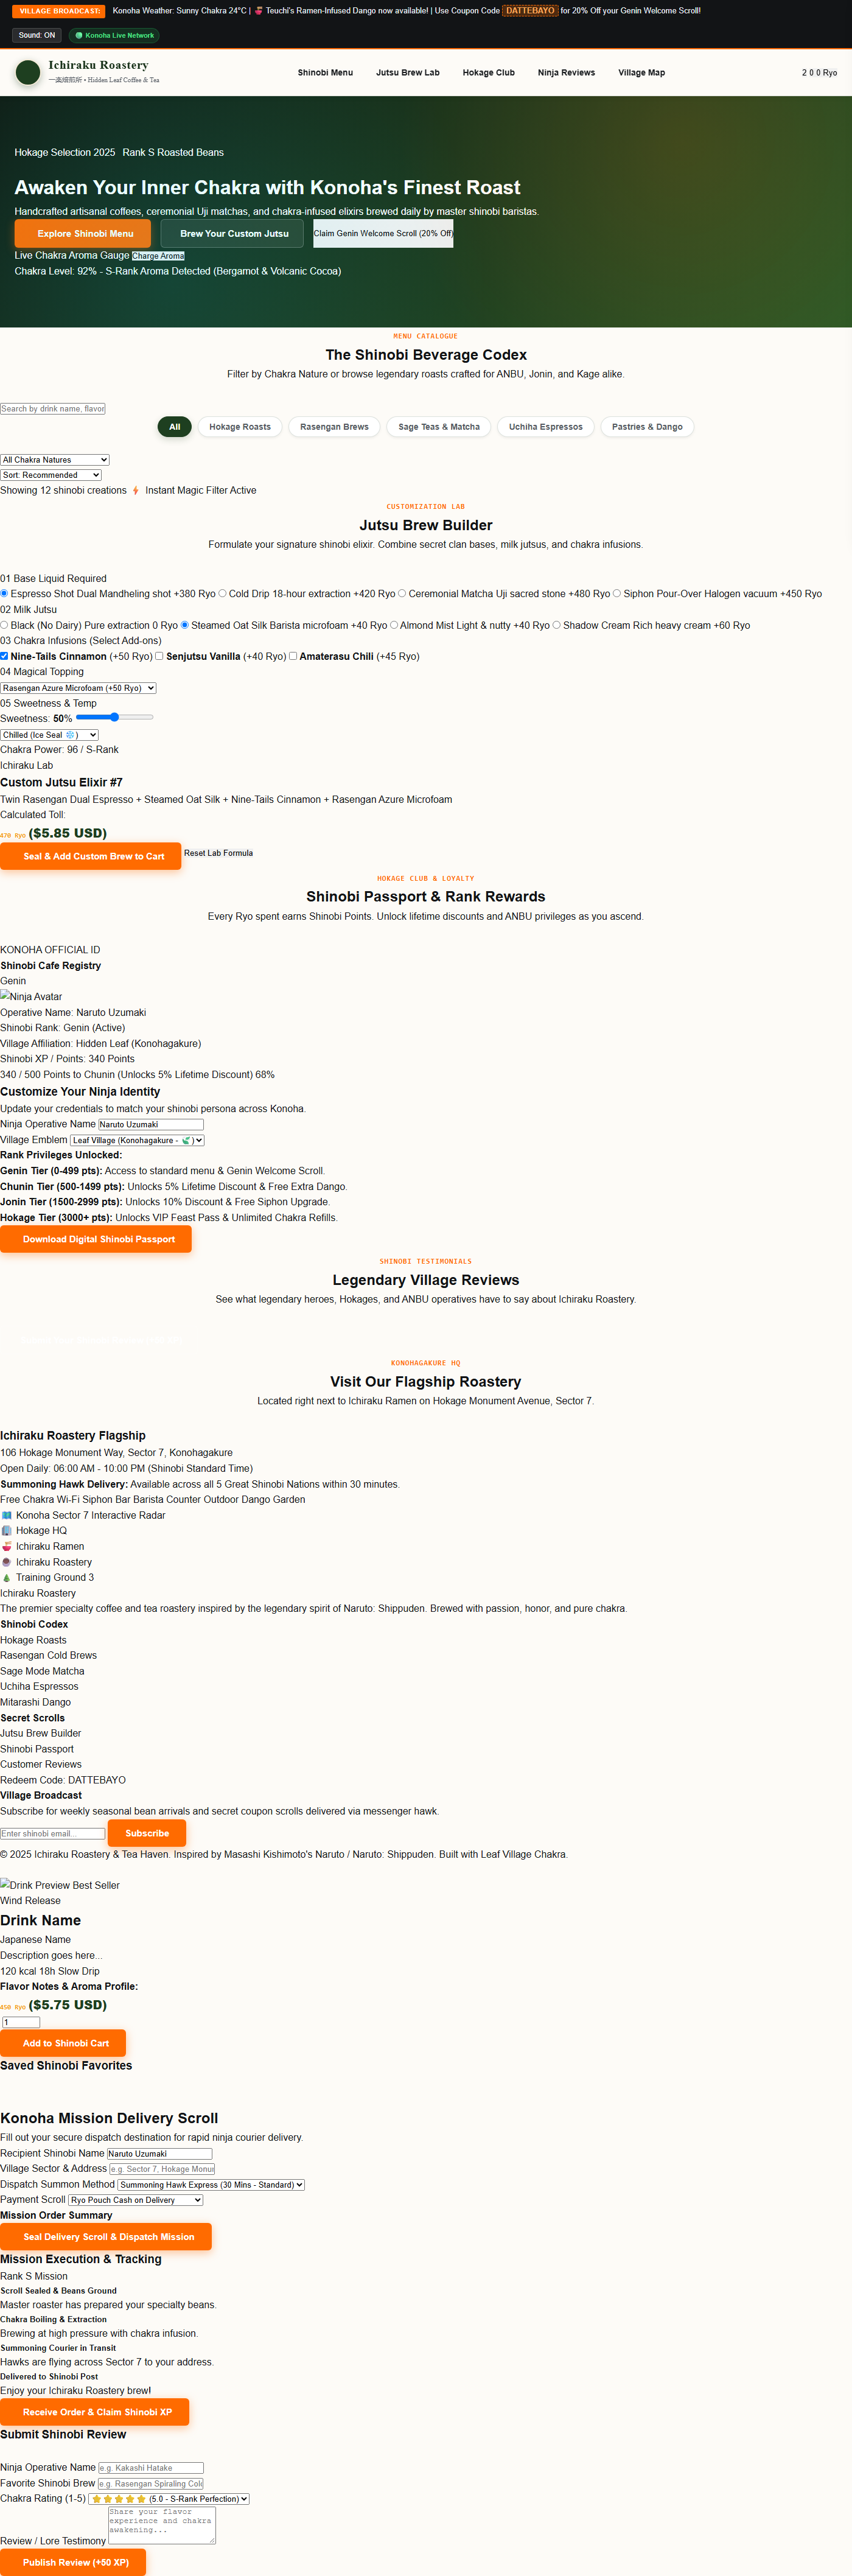 VILLAGE BROADCAST: Konoha Weather: Sunny Chakra 24°C | 🍜 Teuchi's Ramen-Infused Dango now available! | Use Coupon Code DATTEBAYO for 20% Off your Genin Welcome Scroll!
Sound: ON Konoha Live Network
Ichiraku Roastery
一楽焙煎所 • Hidden Leaf Coffee & Tea
Shinobi Menu Jutsu Brew Lab Hokage Club Ninja Reviews Village Map
2 0 0 Ryo
Hokage Selection 2025 Rank S Roasted Beans
Awaken Your Inner Chakra with Konoha's Finest Roast
Handcrafted artisanal coffees, ceremonial Uji matchas, and chakra-infused elixirs brewed daily by master shinobi baristas.
Explore Shinobi Menu Brew Your Custom Jutsu Claim Genin Welcome Scroll (20% Off)
Live Chakra Aroma Gauge Charge Aroma
Chakra Level: 92% - S-Rank Aroma Detected (Bergamot & Volcanic Cocoa)
MENU CATALOGUE
The Shinobi Beverage Codex
Filter by Chakra Nature or browse legendary roasts crafted for ANBU, Jonin, and Kage alike.
Search by drink name, flavor
All Hokage Roasts Rasengan Brews Sage Teas & Matcha Uchiha Espressos Pastries & Dango
All Chakra Natures
Sort: Recommended
Showing 12 shinobi creations ⚡ Instant Magic Filter Active
CUSTOMIZATION LAB
Jutsu Brew Builder
Formulate your signature shinobi elixir. Combine secret clan bases, milk jutsus, and chakra infusions.
01 Base Liquid Required
Espresso Shot Dual Mandheling shot +380 Ryo Cold Drip 18-hour extraction +420 Ryo Ceremonial Matcha Uji sacred stone +480 Ryo Siphon Pour-Over Halogen vacuum +450 Ryo
02 Milk Jutsu
Black (No Dairy) Pure extraction 0 Ryo Steamed Oat Silk Barista microfoam +40 Ryo Almond Mist Light & nutty +40 Ryo Shadow Cream Rich heavy cream +60 Ryo
03 Chakra Infusions (Select Add-ons)
Nine-Tails Cinnamon (+50 Ryo) Senjutsu Vanilla (+40 Ryo) Amaterasu Chili (+45 Ryo)
04 Magical Topping
Rasengan Azure Microfoam (+50 Ryo)
05 Sweetness & Temp
Sweetness: 50%
Chilled (Ice Seal ❄️)
Chakra Power: 96 / S-Rank
Ichiraku Lab
Custom Jutsu Elixir #7
Twin Rasengan Dual Espresso + Steamed Oat Silk + Nine-Tails Cinnamon + Rasengan Azure Microfoam
Calculated Toll:
470 Ryo ($5.85 USD)
Seal & Add Custom Brew to Cart Reset Lab Formula
HOKAGE CLUB & LOYALTY
Shinobi Passport & Rank Rewards
Every Ryo spent earns Shinobi Points. Unlock lifetime discounts and ANBU privileges as you ascend.
KONOHA OFFICIAL ID
Shinobi Cafe Registry
Genin
Ninja Avatar
Operative Name: Naruto Uzumaki
Shinobi Rank: Genin (Active)
Village Affiliation: Hidden Leaf (Konohagakure)
Shinobi XP / Points: 340 Points
340 / 500 Points to Chunin (Unlocks 5% Lifetime Discount) 68%
Customize Your Ninja Identity
Update your credentials to match your shinobi persona across Konoha.
Ninja Operative Name Naruto Uzumaki
Village Emblem Leaf Village (Konohagakure - 🍃)
Rank Privileges Unlocked:
Genin Tier (0-499 pts): Access to standard menu & Genin Welcome Scroll.
Chunin Tier (500-1499 pts): Unlocks 5% Lifetime Discount & Free Extra Dango.
Jonin Tier (1500-2999 pts): Unlocks 10% Discount & Free Siphon Upgrade.
Hokage Tier (3000+ pts): Unlocks VIP Feast Pass & Unlimited Chakra Refills.
Download Digital Shinobi Passport
SHINOBI TESTIMONIALS
Legendary Village Reviews
See what legendary heroes, Hokages, and ANBU operatives have to say about Ichiraku Roastery.
KONOHAGAKURE HQ
Visit Our Flagship Roastery
Located right next to Ichiraku Ramen on Hokage Monument Avenue, Sector 7.
Ichiraku Roastery Flagship
106 Hokage Monument Way, Sector 7, Konohagakure
Open Daily: 06:00 AM - 10:00 PM (Shinobi Standard Time)
Summoning Hawk Delivery: Available across all 5 Great Shinobi Nations within 30 minutes.
Free Chakra Wi-Fi Siphon Bar Barista Counter Outdoor Dango Garden
🗺️ Konoha Sector 7 Interactive Radar
🏢 Hokage HQ
🍜 Ichiraku Ramen
Ichiraku Roastery
🌲 Training Ground 3
Ichiraku Roastery
The premier specialty coffee and tea roastery inspired by the legendary spirit of Naruto: Shippuden. Brewed with passion, honor, and pure chakra.
Shinobi Codex
Hokage Roasts
Rasengan Cold Brews
Sage Mode Matcha
Uchiha Espressos
Mitarashi Dango
Secret Scrolls
Jutsu Brew Builder
Shinobi Passport
Customer Reviews
Redeem Code: DATTEBAYO
Village Broadcast
Subscribe for weekly seasonal bean arrivals and secret coupon scrolls delivered via messenger hawk.
Enter shinobi email... Subscribe
© 2025 Ichiraku Roastery & Tea Haven. Inspired by Masashi Kishimoto's Naruto / Naruto: Shippuden. Built with Leaf Village Chakra.
Drink Preview Best Seller
Wind Release
Drink Name
Japanese Name
Description goes here...
120 kcal 18h Slow Drip
Flavor Notes & Aroma Profile:
450 Ryo ($5.75 USD)
1
Add to Shinobi Cart
Saved Shinobi Favorites
Konoha Mission Delivery Scroll
Fill out your secure dispatch destination for rapid ninja courier delivery.
Recipient Shinobi Name Naruto Uzumaki
Village Sector & Address e.g. Sector 7, Hokage Monu
Dispatch Summon Method Summoning Hawk Express (30 Mins - Standard)
Payment Scroll Ryo Pouch Cash on Delivery
Mission Order Summary
Seal Delivery Scroll & Dispatch Mission
Mission Execution & Tracking
Rank S Mission
Scroll Sealed & Beans Ground
Master roaster has prepared your specialty beans.
Chakra Boiling & Extraction
Brewing at high pressure with chakra infusion.
Summoning Courier in Transit
Hawks are flying across Sector 7 to your address.
Delivered to Shinobi Post
Enjoy your Ichiraku Roastery brew!
Receive Order & Claim Shinobi XP
Submit Shinobi Review
Ninja Operative Name e.g. Kakashi Hatake
Favorite Shinobi Brew e.g. Rasengan Spiraling Col
Chakra Rating (1-5) ⭐⭐⭐⭐⭐ (5.0 - S-Rank Perfection)
Share your flavor
experience and chakra
awakening...
Review / Lore Testimony
Publish Review (+50 XP)